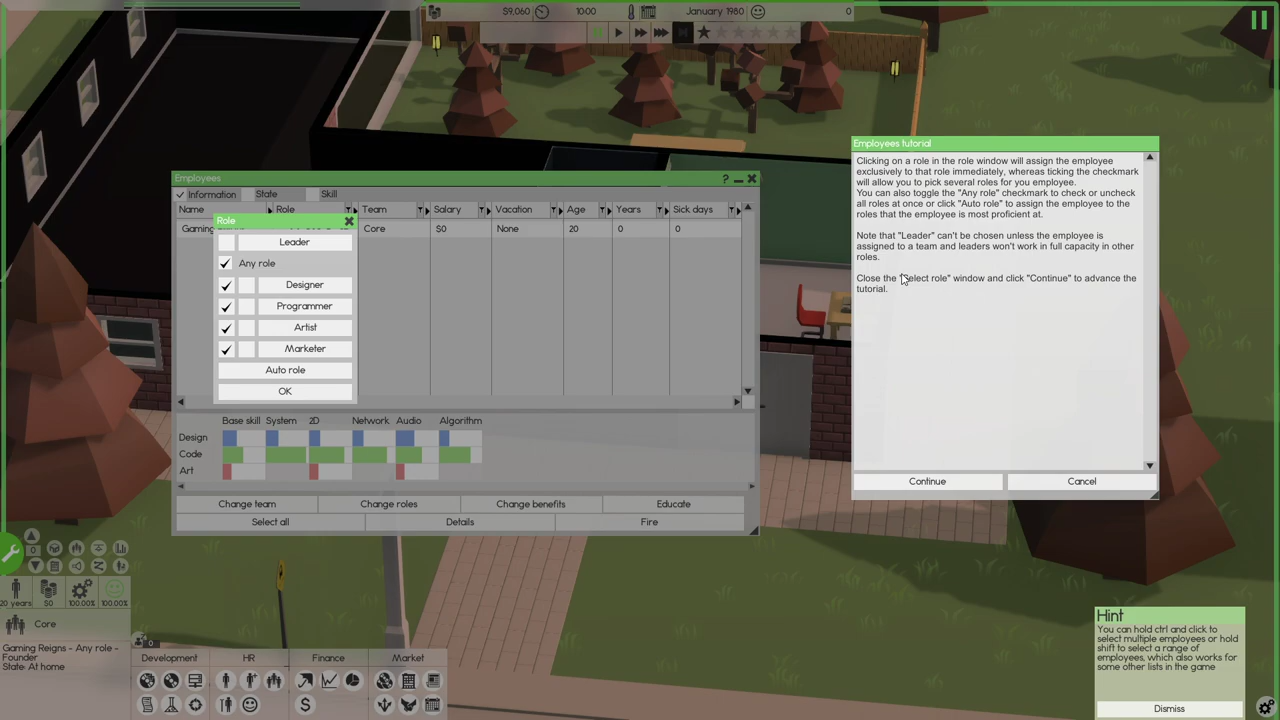 $9,060
10:00
January 1980
0
Employees
?
Information
State
Skill
Name
Role
Team
Salary
Vacation
Age
Years
Sick days
Gaming
Core
$0
None
20
0
0
Role
Leader
Any role
Designer
Programmer
Artist
Marketer
Auto role
OK
Base skill
System
2D
Network
Audio
Algorithm
Design
Code
Art
Change team
Change roles
Change benefits
Educate
Select all
Details
Fire
Employees tutorial
Clicking on a role in the role window will assign the employee
exclusively to that role immediately, whereas ticking the checkmark
will allow you to pick several roles for you employee.
You can also toggle the "Any role" checkmark to check or uncheck
all roles at once or click "Auto role" to assign the employee to the
roles that the employee is most proficient at.
Note that "Leader" can't be chosen unless the employee is
assigned to a team and leaders won't work in full capacity in other
roles.
Close the "Select role" window and click "Continue" to advance the
tutorial.
Continue
Cancel
0
20 years
$0
100.00%
100.00%
Core
Gaming Reigns - Any role -
Founder
State: At home
0
Development
HR
Finance
Market
Hint
You can hold ctrl and click to
select multiple employees or hold
shift to select a range of
employees, which also works for
some other lists in the game
Dismiss